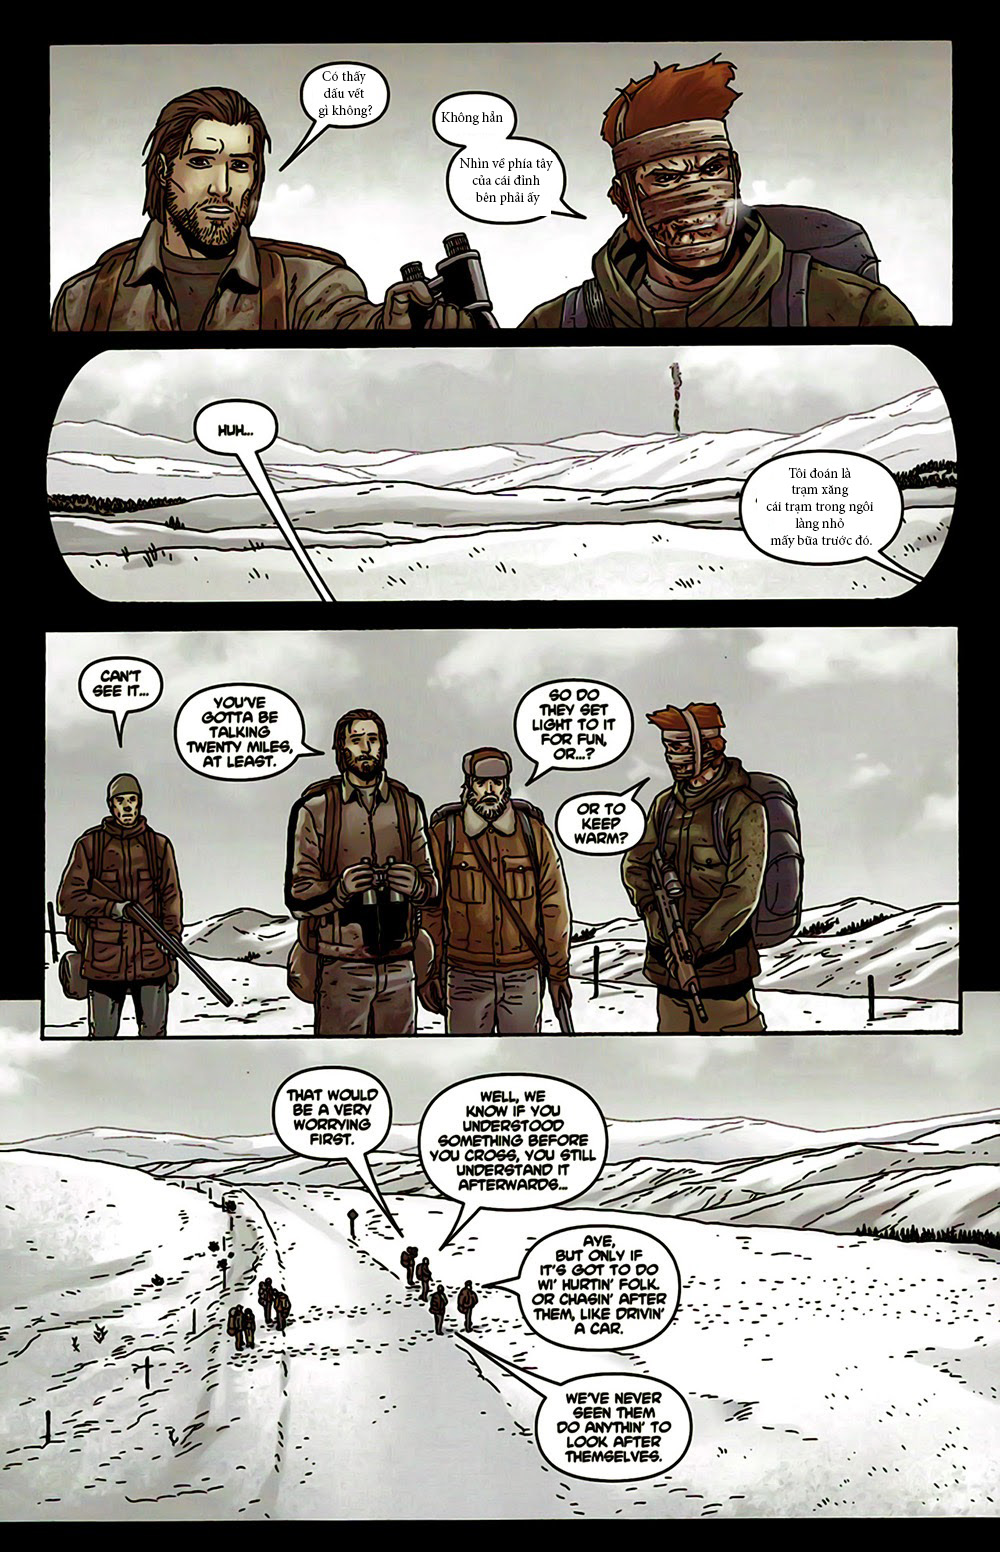 Có thấy
dấu vết
gì không?
Không hẳn
Nhìn về phía tây
của cái đỉnh
bên phải ấy
HUH...
Tôi đoán là
trạm xăng
cái trạm trong ngôi
làng nhỏ
mấy bữa trước đó.
CAN'T
SEE IT...
YOU'VE
GOTTA BE
TALKING
TWENTY MILES,
AT LEAST.
SO DO
THEY SET
LIGHT TO IT
FOR FUN,
OR...?
OR TO
KEEP
WARM?
THAT WOULD
BE A VERY
WORRYING
FIRST.
WELL, WE
KNOW IF YOU
UNDERSTOOD
SOMETHING BEFORE
YOU CROSS, YOU STILL
UNDERSTAND IT
AFTERWARDS...
AYE,
BUT ONLY IF
IT'S GOT TO DO
WI' HURTIN' FOLK.
OR CHASIN' AFTER
THEM, LIKE DRIVIN'
A CAR.
WE'VE NEVER
SEEN THEM
DO ANYTHIN' TO
LOOK AFTER
THEMSELVES.